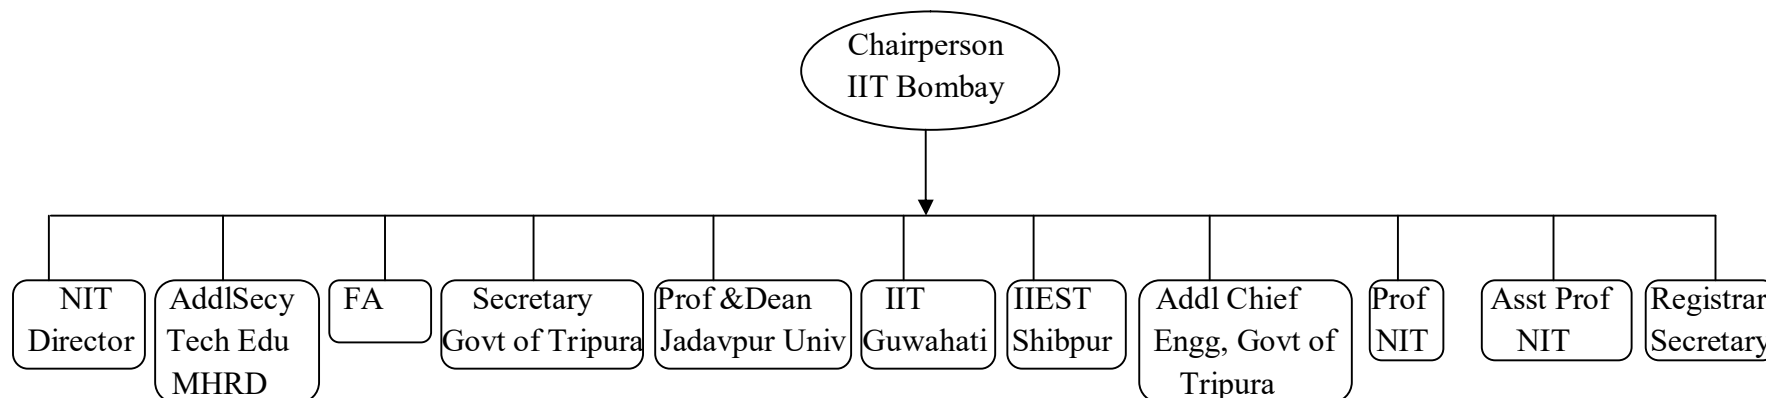 Chairperson
IIT Bombay
NIT
Director
AddlSecy
Tech Edu
MHRD
FA
Secretary
Govt of Tripura
Prof &Dean
Jadavpur Univ
IIT
Guwahati
IIEST
Shibpur
Addl Chief
Engg, Govt of
Tripura
Prof
NIT
Asst Prof
NIT
Registrar
Secretary